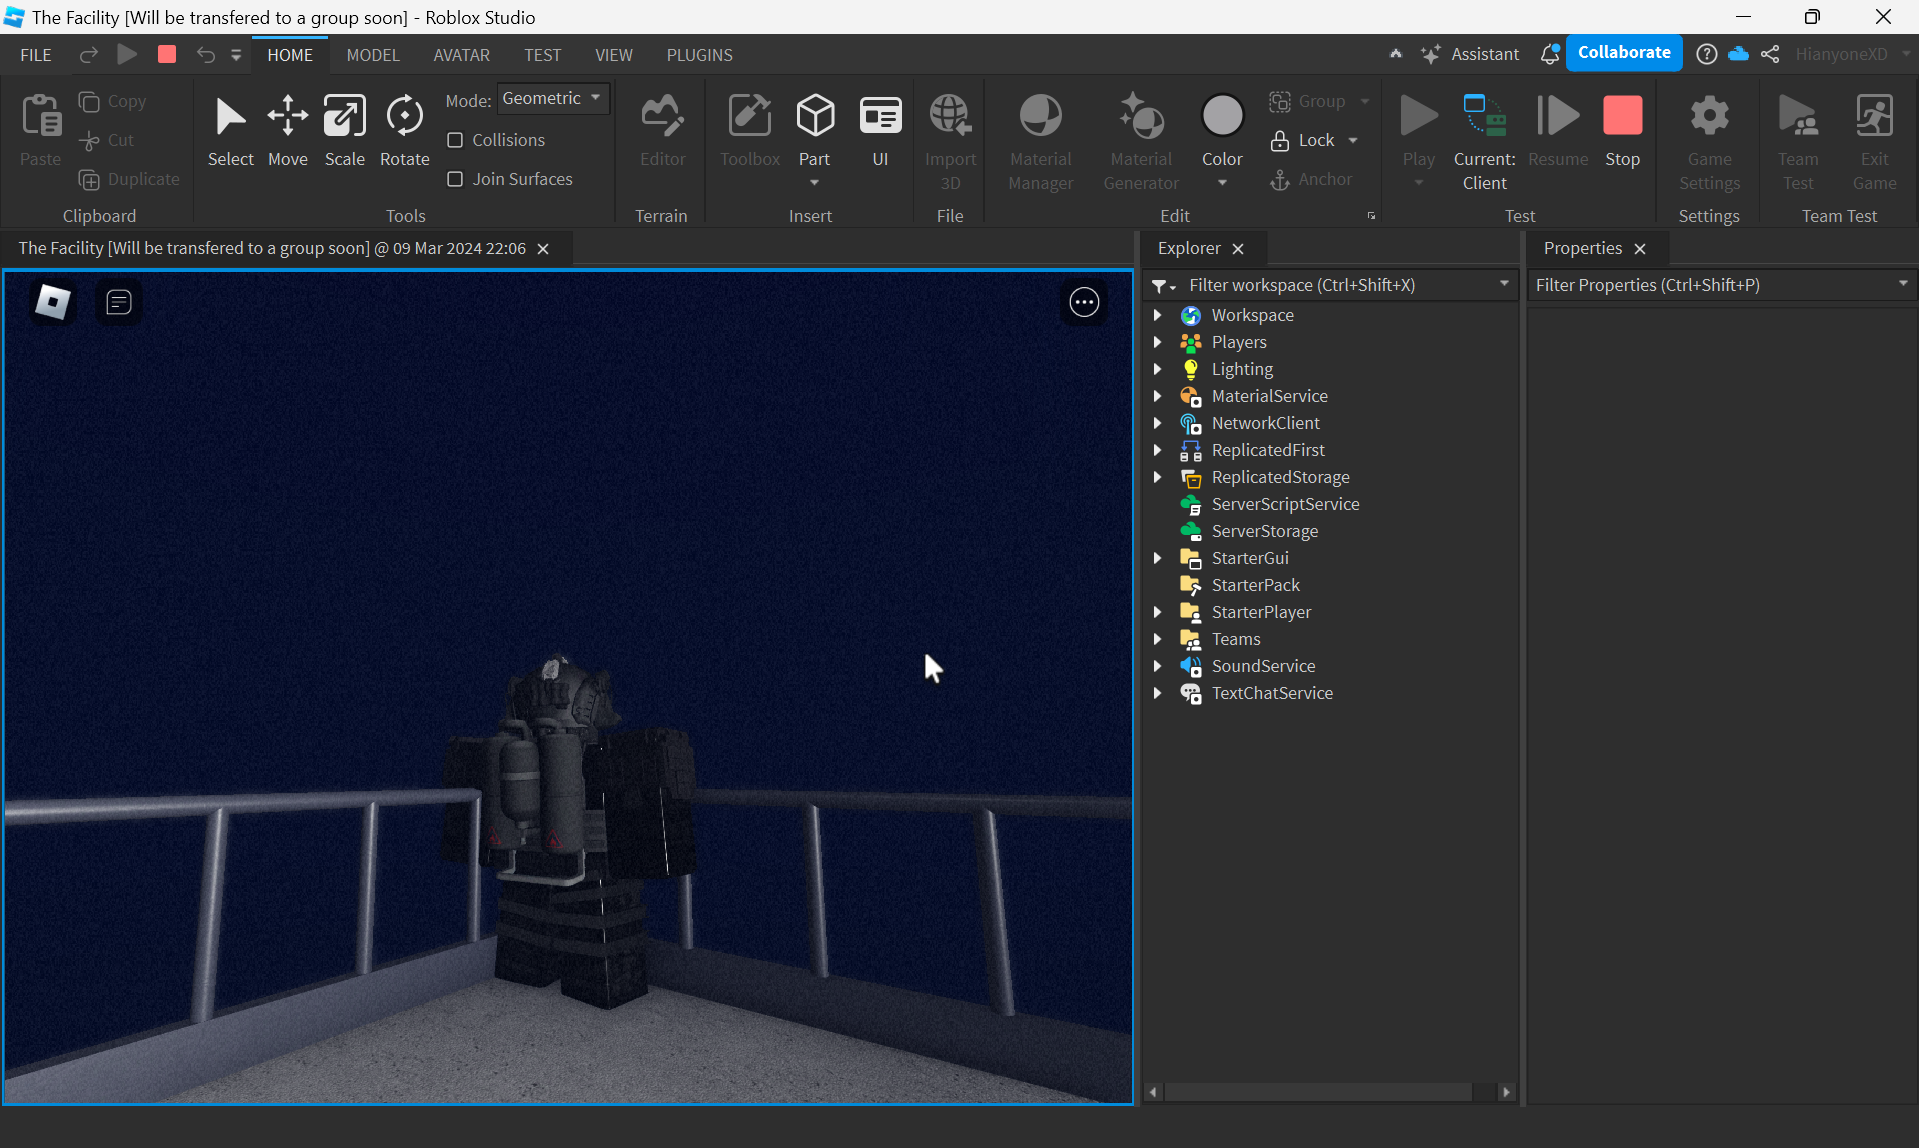 The Facility [Will be transfered to a group soon] - Roblox Studio
FILE
HOME
MODEL
AVATAR
TEST
VIEW
PLUGINS
Assistant
Collaborate
HianyoneXD
Paste
Copy
Cut
Duplicate
Clipboard
Select
Move
Scale
Rotate
Mode: Geometric
Collisions
Join Surfaces
Tools
Editor
Terrain
Toolbox
Part
UI
Insert
Import
3D
File
Material
Manager
Material
Generator
Color
Group
Lock
Anchor
Edit
Play
Current:
Client
Resume
Stop
Test
Game
Settings
Settings
Team
Test
Exit
Game
Team Test
The Facility [Will be transfered to a group soon] @ 09 Mar 2024 22:06
Explorer
Filter workspace (Ctrl+Shift+X)
Workspace
Players
Lighting
MaterialService
NetworkClient
ReplicatedFirst
ReplicatedStorage
ServerScriptService
ServerStorage
StarterGui
StarterPack
StarterPlayer
Teams
SoundService
TextChatService
Properties
Filter Properties (Ctrl+Shift+P)